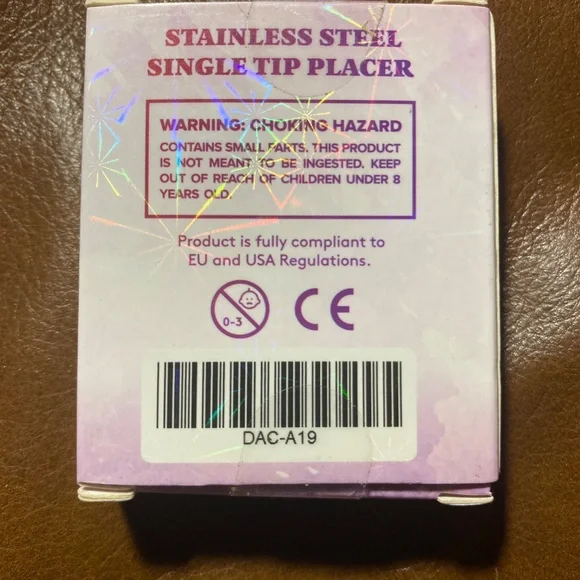 STAINLESS STEEL
SINGLE TIP PLACER
WARNING: CHOKING HAZARD
CONTAINS SMALL PARTS. THIS PRODUCT
IS NOT MEANT TO BE INGESTED. KEEP
OUT OF REACH OF CHILDREN UNDER 8
YEARS OLD.
Product is fully compliant to
EU and USA Regulations.
0-3 CE
DAC-A19